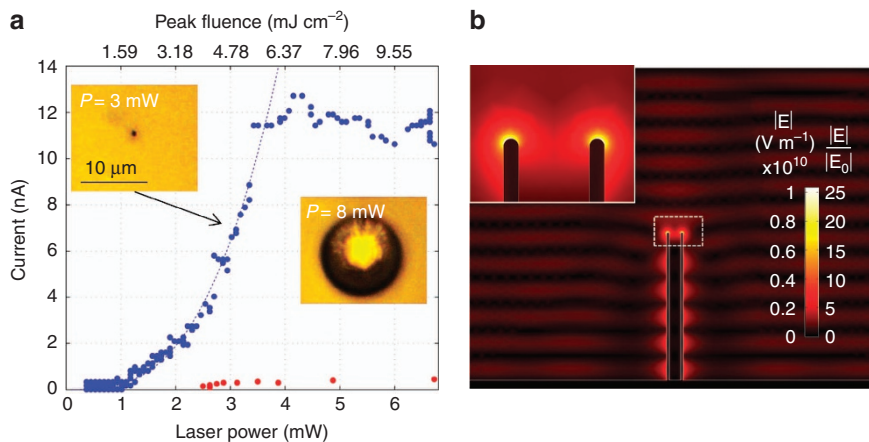 a
Peak fluence (mJ cm–2)
1.59 3.18 4.78 6.37 7.96 9.55
14
12
10
8
6
4
2
0
Current (nA)
P = 3 mW
10 μm
P = 8 mW
0 1 2 3 4 5 6
Laser power (mW)
b
|E|
(V m–1)
x1010
|E|
|E0|
1 25
0.8 20
0.6 15
0.4 10
0.2 5
0 0